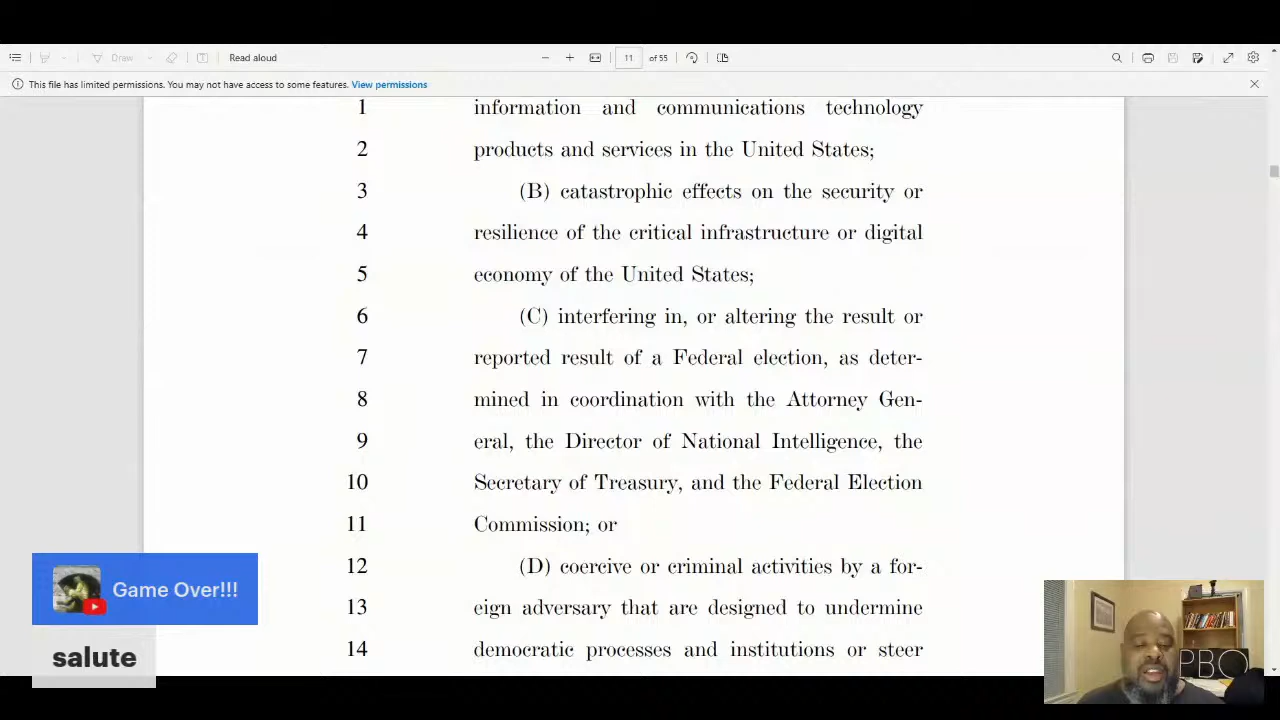 Draw
Read aloud
11 of 55
This file has limited permissions. You may not have access to some features. View permissions
1 information and communications technology
2 products and services in the United States;
3 (B) catastrophic effects on the security or
4 resilience of the critical infrastructure or digital
5 economy of the United States;
6 (C) interfering in, or altering the result or
7 reported result of a Federal election, as deter-
8 mined in coordination with the Attorney Gen-
9 eral, the Director of National Intelligence, the
10 Secretary of Treasury, and the Federal Election
11 Commission; or
12 (D) coercive or criminal activities by a for-
13 eign adversary that are designed to undermine
14 democratic processes and institutions or steer
Game Over!!!
salute
PBO